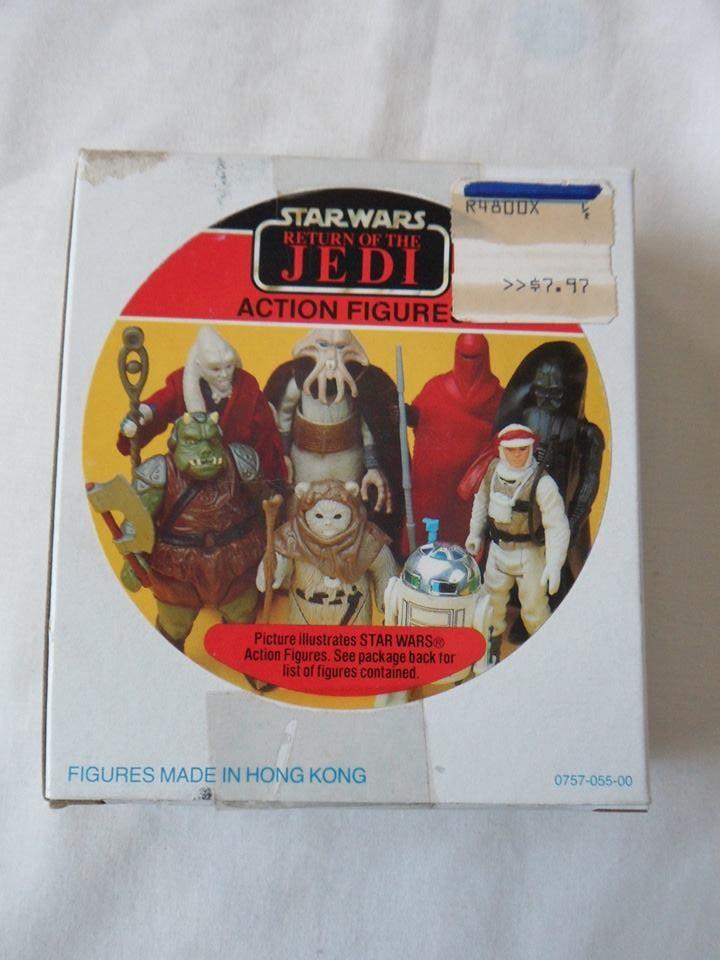 STAR WARS
RETURN OF THE
JEDI
ACTION FIGURES
R4800X
>>$7.97
Picture illustrates STAR WARS®
Action Figures. See package back for
list of figures contained.
FIGURES MADE IN HONG KONG
0757-055-00